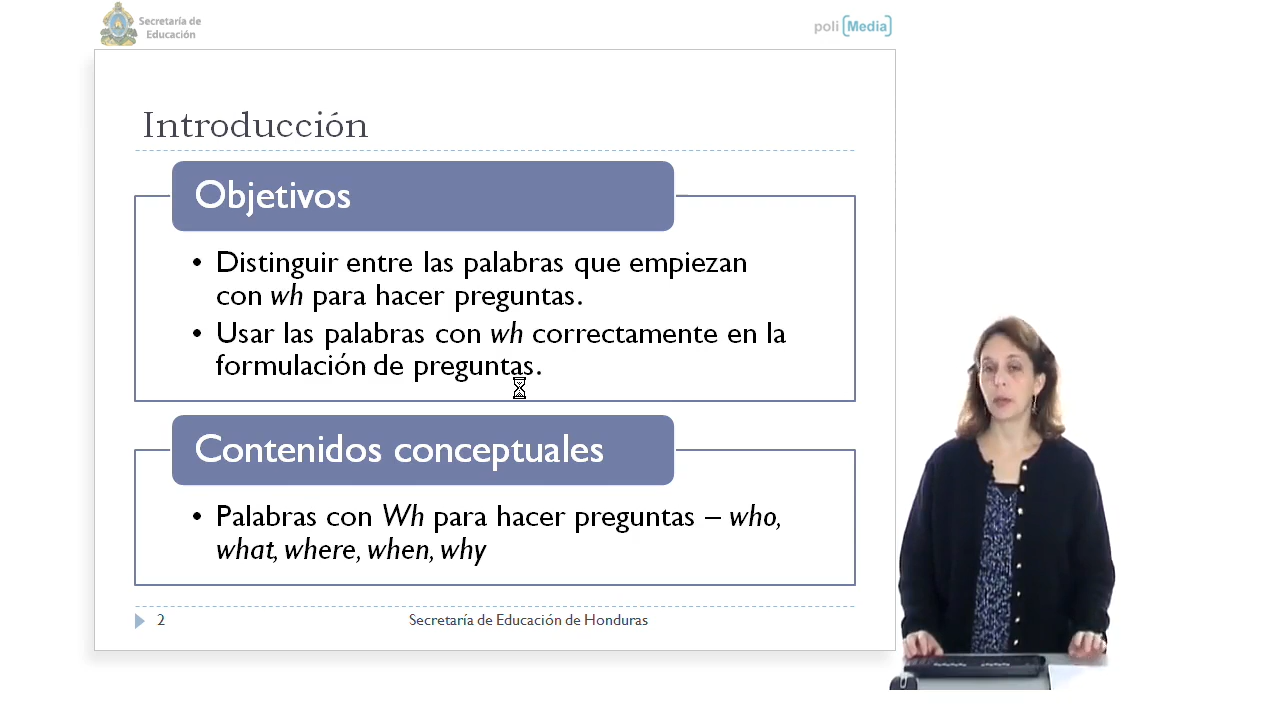 Secretaría de
Educación
poli [Media]
Introducción
Objetivos
• Distinguir entre las palabras que empiezan
con wh para hacer preguntas.
• Usar las palabras con wh correctamente en la
formulación de preguntas.
Contenidos conceptuales
• Palabras con Wh para hacer preguntas – who,
what, where, when, why
2
Secretaría de Educación de Honduras